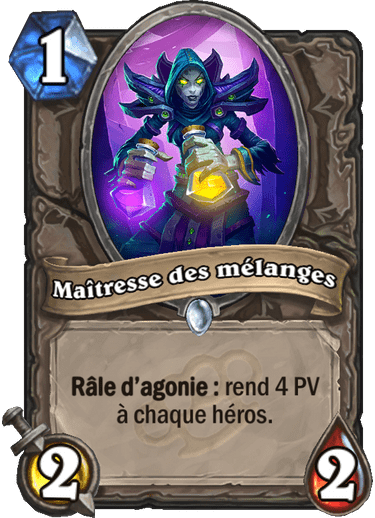 1
Maîtresse des mélanges
Râle d'agonie : rend 4 PV
à chaque héros.
2
2